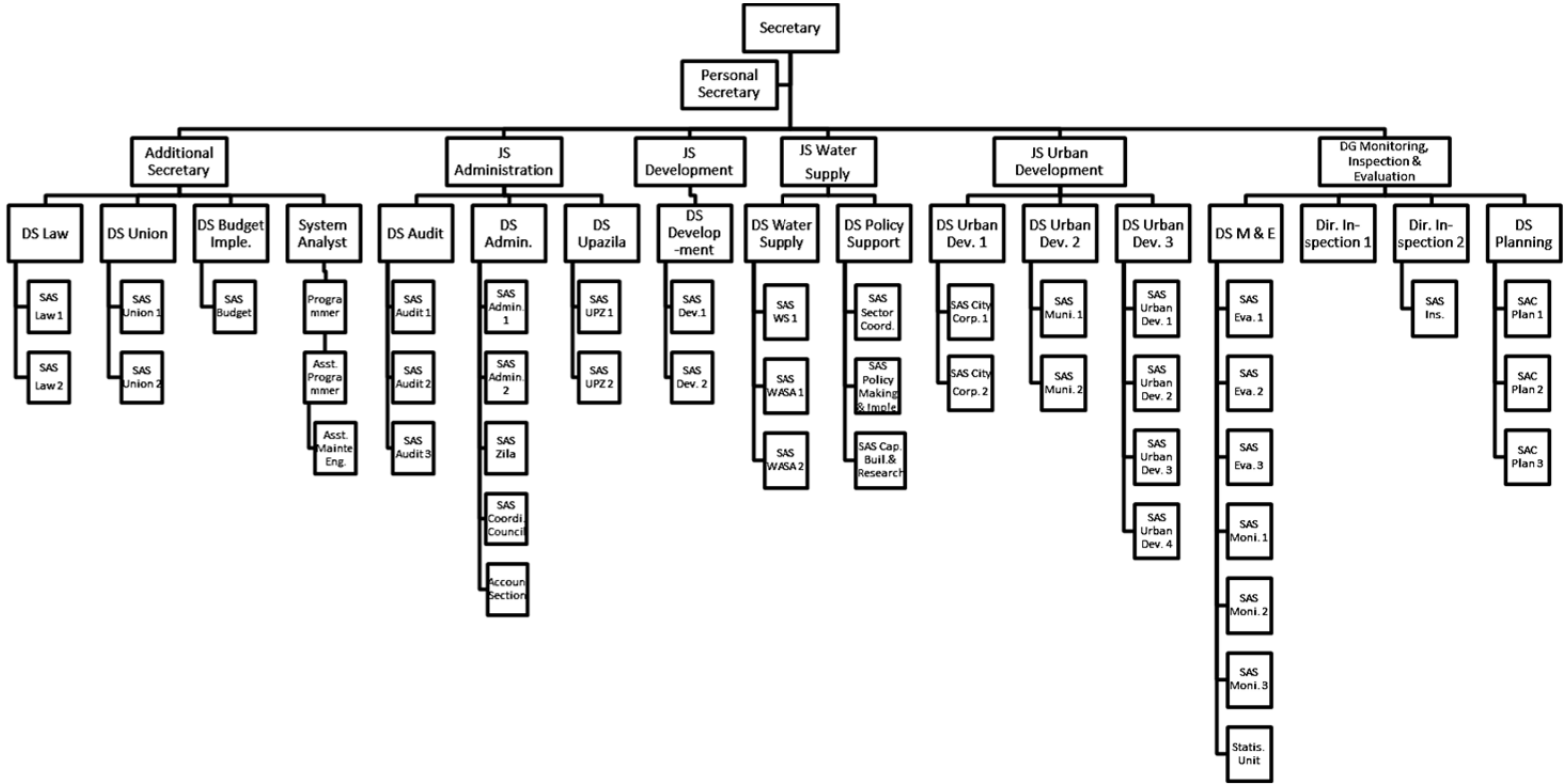 Secretary
Personal
Secretary
Additional
Secretary
JS
Administration
JS
Development
JS Water
Supply
JS Urban
Development
DG Monitoring,
Inspection &
Evaluation
DS Law
DS Union
DS Budget
Imple.
System
Analyst
DS Audit
DS
Admin.
DS
Upazila
DS
Develop
-ment
DS Water
Supply
DS Policy
Support
DS Urban
Dev. 1
DS Urban
Dev. 2
DS Urban
Dev. 3
DS M & E
Dir. In-
spection 1
Dir. In-
spection 2
DS
Planning
SAS
Law 1
SAS
Law 2
SAS
Union 1
SAS
Union 2
SAS
Budget
Progra
mmer
Asst.
Progra
mmer
Asst.
Mainte
Eng.
SAS
Audit 1
SAS
Audit 2
SAS
Audit 3
SAS
Admin.
1
SAS
Admin.
2
SAS
Zila
SAS
Coordi.
Council
Accoun
Section
SAS
UPZ 1
SAS
UPZ 2
SAS
Dev. 1
SAS
Dev. 2
SAS
WS 1
SAS
WASA 1
SAS
WASA 2
SAS
Sector
Coord.
SAS
Policy
Making
& Imple
SAS Cap.
Buil.&
Research
SAS City
Corp. 1
SAS City
Corp. 2
SAS
Muni. 1
SAS
Muni. 2
SAS
Urban
Dev. 1
SAS
Urban
Dev. 2
SAS
Urban
Dev. 3
SAS
Urban
Dev. 4
SAS
Eva. 1
SAS
Eva. 2
SAS
Eva. 3
SAS
Moni. 1
SAS
Moni. 2
SAS
Moni. 3
Statis.
Unit
SAS
Ins.
SAC
Plan 1
SAC
Plan 2
SAC
Plan 3